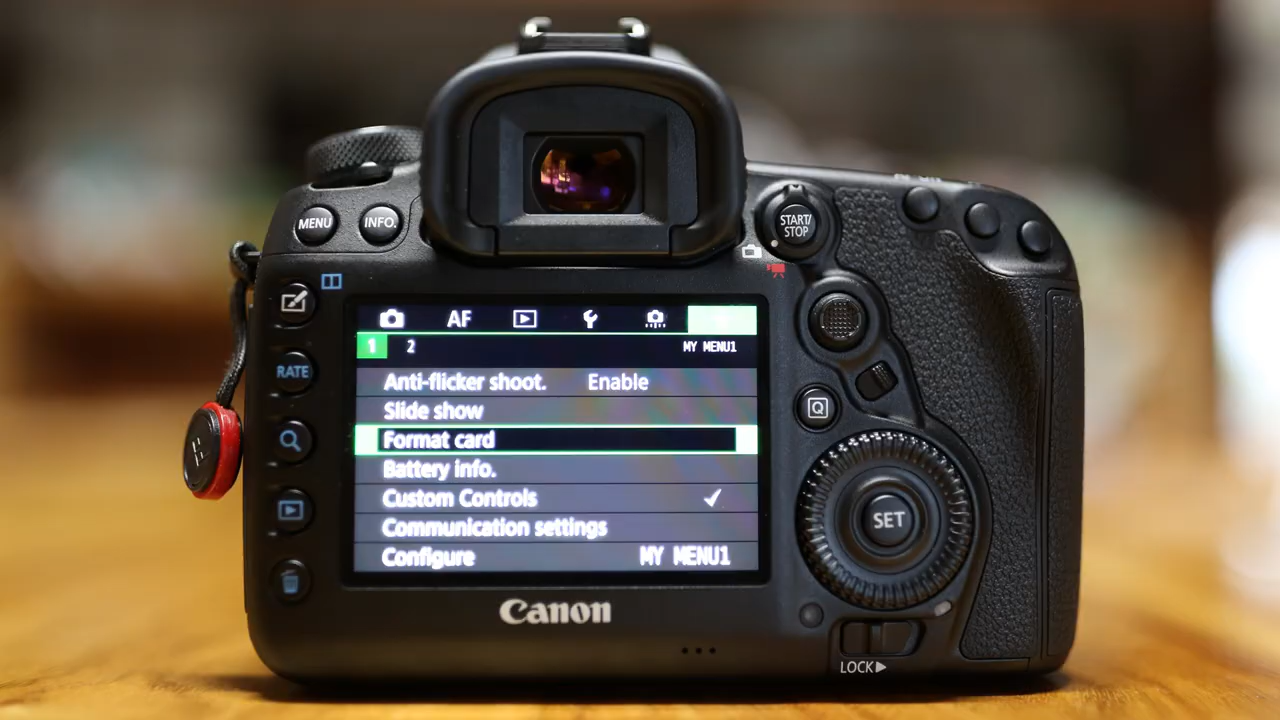 MENU
INFO.
START/
STOP
RATE
AF
1 2 MY MENU1
Anti-flicker shoot. Enable
Slide show
Format card
Battery info.
Custom Controls
Communication settings
Configure MY MENU1
Q
SET
Canon
LOCK